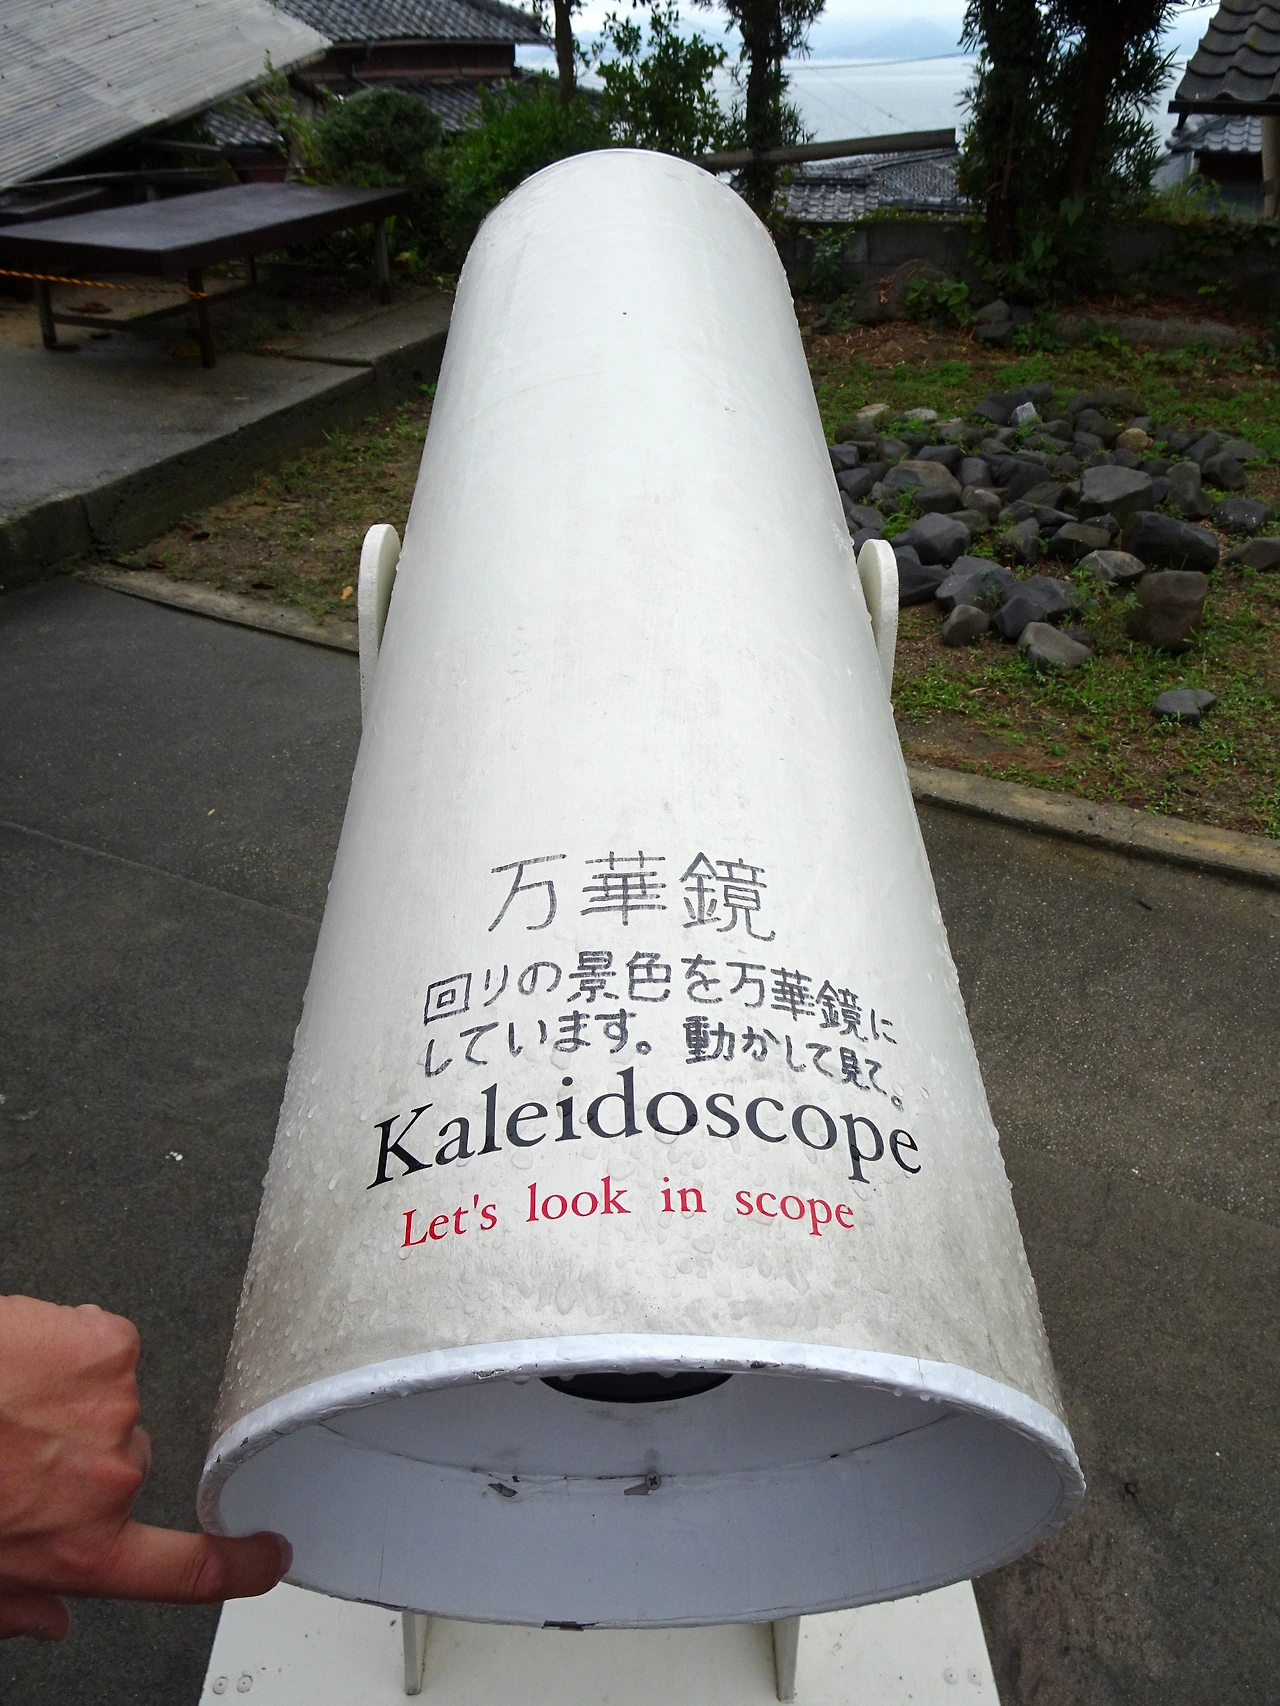 万華鏡
回りの景色を万華鏡に
しています。動かして見て。
Kaleidoscope
Let's look in scope